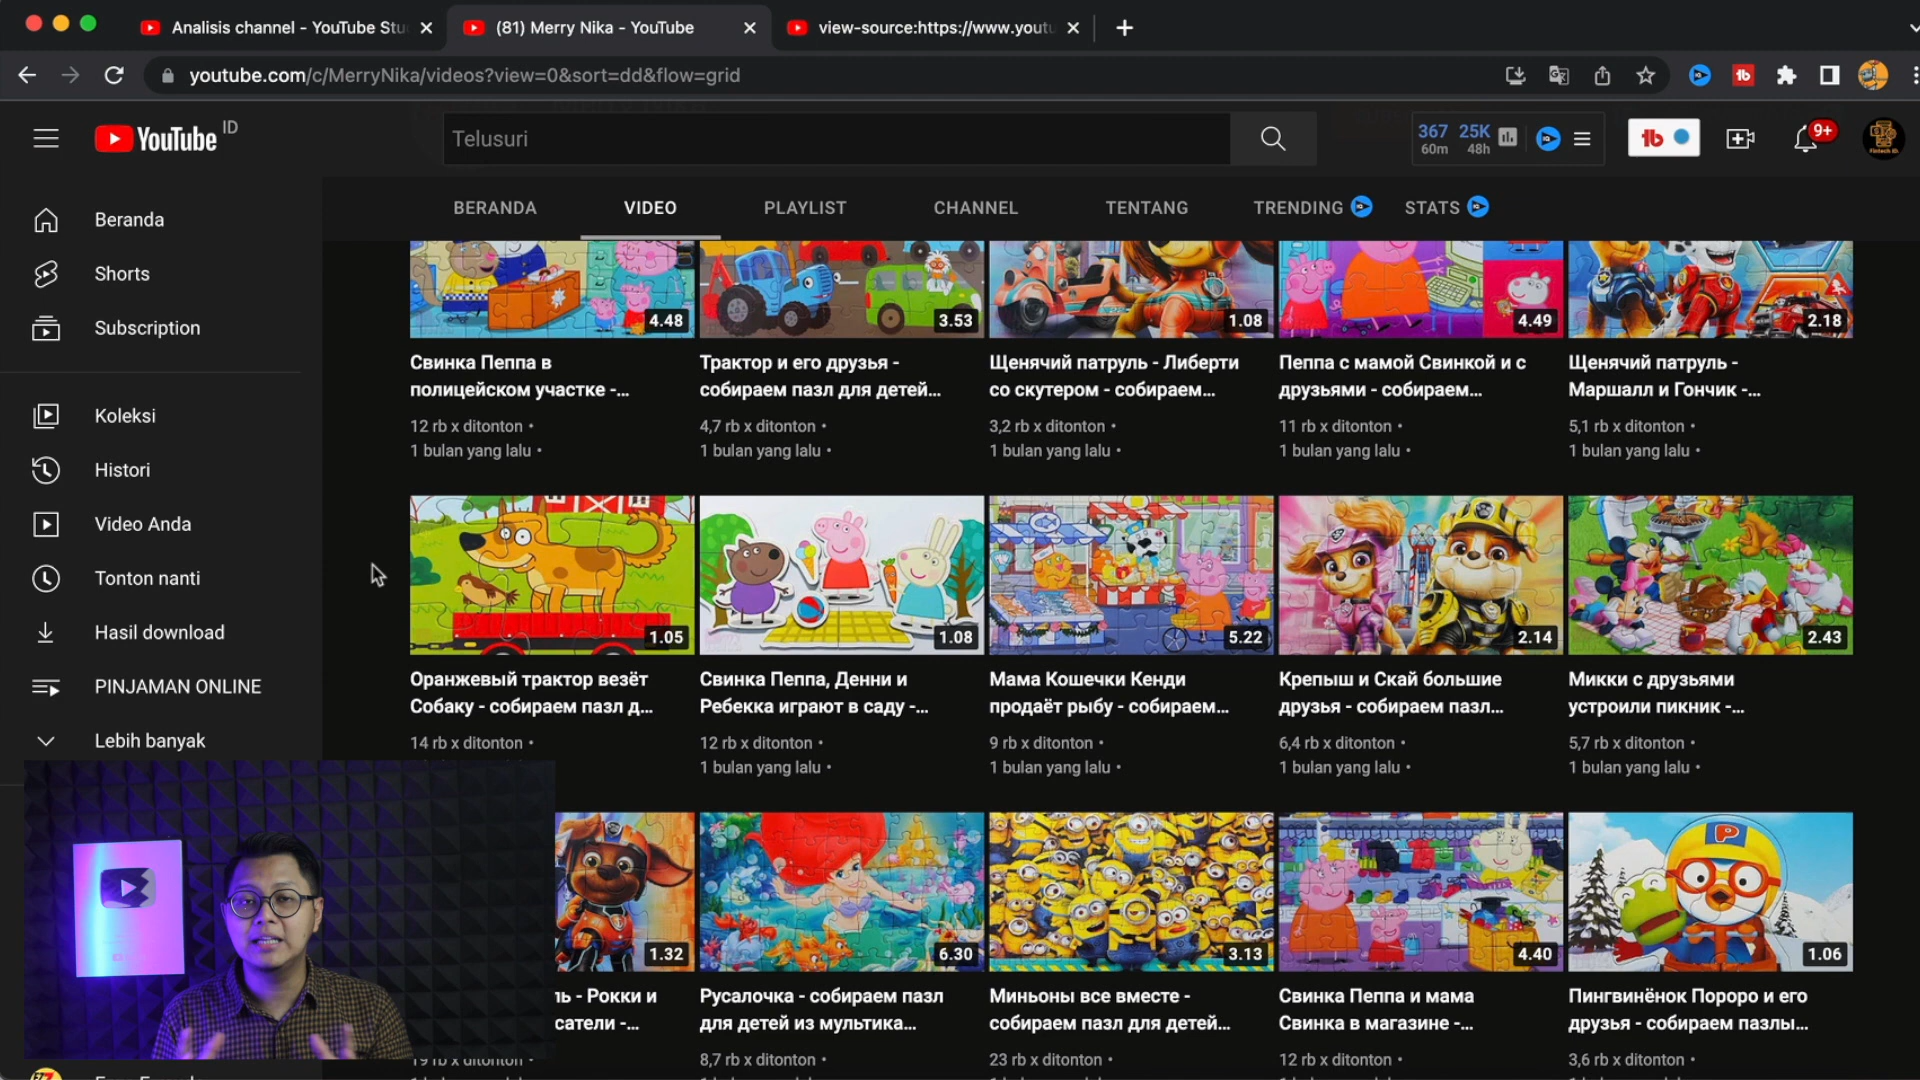 Analisis channel - YouTube Stu
(81) Merry Nika - YouTube
view-source:https://www.yout
youtube.com/c/MerryNika/videos?view=0&sort=dd&flow=grid
YouTube ID
Telusuri
367 25K
60m 48h
9+
BERANDA VIDEO PLAYLIST CHANNEL TENTANG TRENDING STATS
Beranda
Shorts
Subscription
Koleksi
Histori
Video Anda
Tonton nanti
Hasil download
PINJAMAN ONLINE
Lebih banyak
4.48
3.53
1.08
4.49
2.18
Свинка Пеппа в
полицейском участке -...
12 rb x ditonton •
1 bulan yang lalu •
Трактор и его друзья -
собираем пазл для детей...
4,7 rb x ditonton •
1 bulan yang lalu •
Щенячий патруль - Либерти
со скутером - собираем...
3,2 rb x ditonton •
1 bulan yang lalu •
Пеппа с мамой Свинкой и с
друзьями - собираем...
11 rb x ditonton •
1 bulan yang lalu •
Щенячий патруль -
Маршалл и Гончик -...
5,1 rb x ditonton •
1 bulan yang lalu •
1.05
1.08
5.22
2.14
2.43
Оранжевый трактор везёт
Собаку - собираем пазл д...
14 rb x ditonton •
Свинка Пеппа, Денни и
Ребекка играют в саду -...
12 rb x ditonton •
1 bulan yang lalu •
Мама Кошечки Кенди
продаёт рыбу - собираем...
9 rb x ditonton •
1 bulan yang lalu •
Крепыш и Скай большие
друзья - собираем пазл...
6,4 rb x ditonton •
1 bulan yang lalu •
Микки с друзьями
устроили пикник -...
5,7 rb x ditonton •
1 bulan yang lalu •
1.32
6.30
3.13
4.40
1.06
ль - Рокки и
сатели -...
19 rb x ditonton •
Русалочка - собираем пазл
для детей из мультика...
8,7 rb x ditonton •
Миньоны все вместе -
собираем пазл для детей...
23 rb x ditonton •
Свинка Пеппа и мама
Свинка в магазине -...
12 rb x ditonton •
Пингвинёнок Пороро и его
друзья - собираем пазлы...
3,6 rb x ditonton •